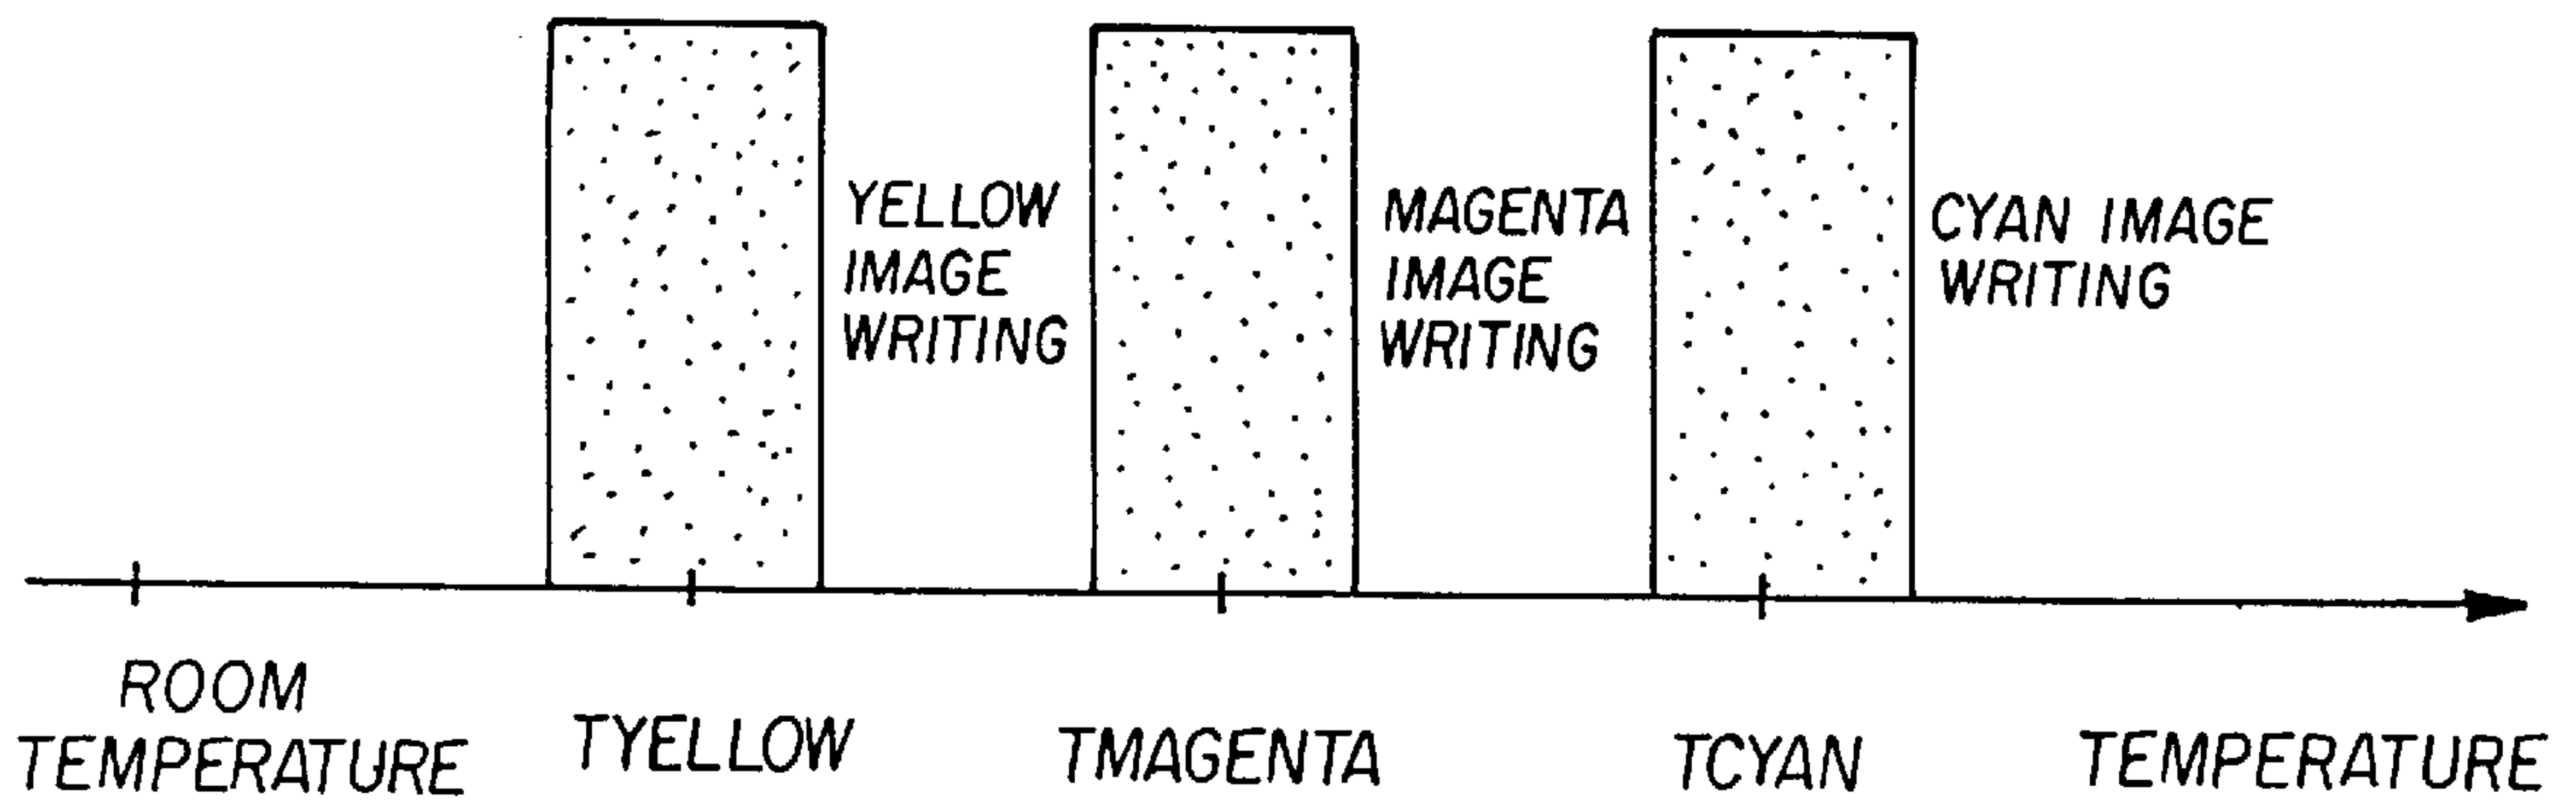 YELLOW
IMAGE
WRITING
MAGENTA
IMAGE
WRITING
CYAN IMAGE
WRITING
ROOM
TEMPERATURE
TYELLOW
TMAGENTA
TCYAN
TEMPERATURE